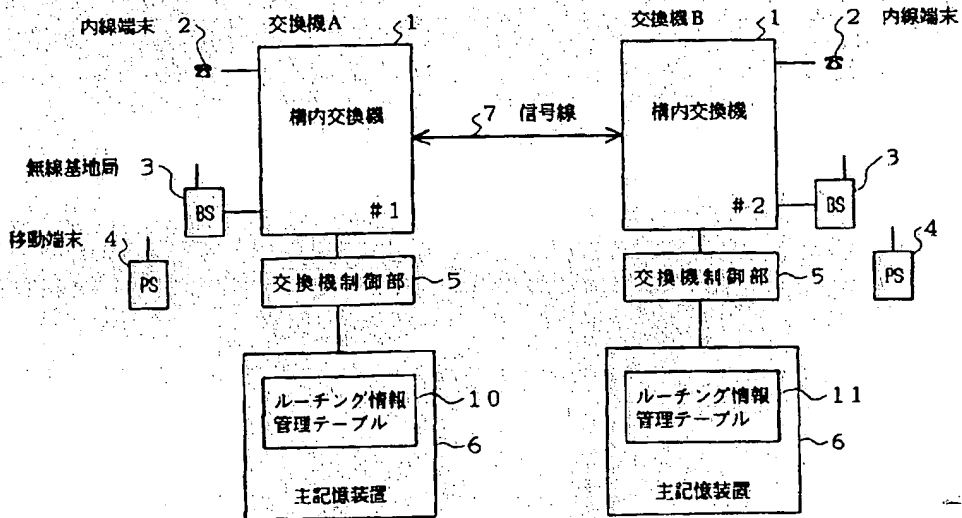 内線端末 2
交換機A
1
構内交換機
#1
無線基地局 3
BS
移動端末 4
PS
交換機制御部
5
ルーチング情報
管理テーブル
10
6
主記憶装置
7 信号線
交換機B
1
2 内線端末
構内交換機
#2
3
BS
4
PS
交換機制御部
5
ルーチング情報
管理テーブル
11
6
主記憶装置